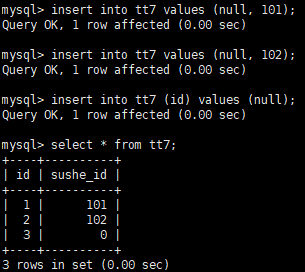 mysql> insert into tt7 values (null, 101);
Query OK, 1 row affected (0.00 sec)
mysql> insert into tt7 values (null, 102);
Query OK, 1 row affected (0.00 sec)
mysql> insert into tt7 (id) values (null);
Query OK, 1 row affected (0.00 sec)
mysql> select * from tt7;
+----+----------+
| id | sushe_id |
+----+----------+
|  1 |      101 |
|  2 |      102 |
|  3 |        0 |
+----+----------+
3 rows in set (0.00 sec)